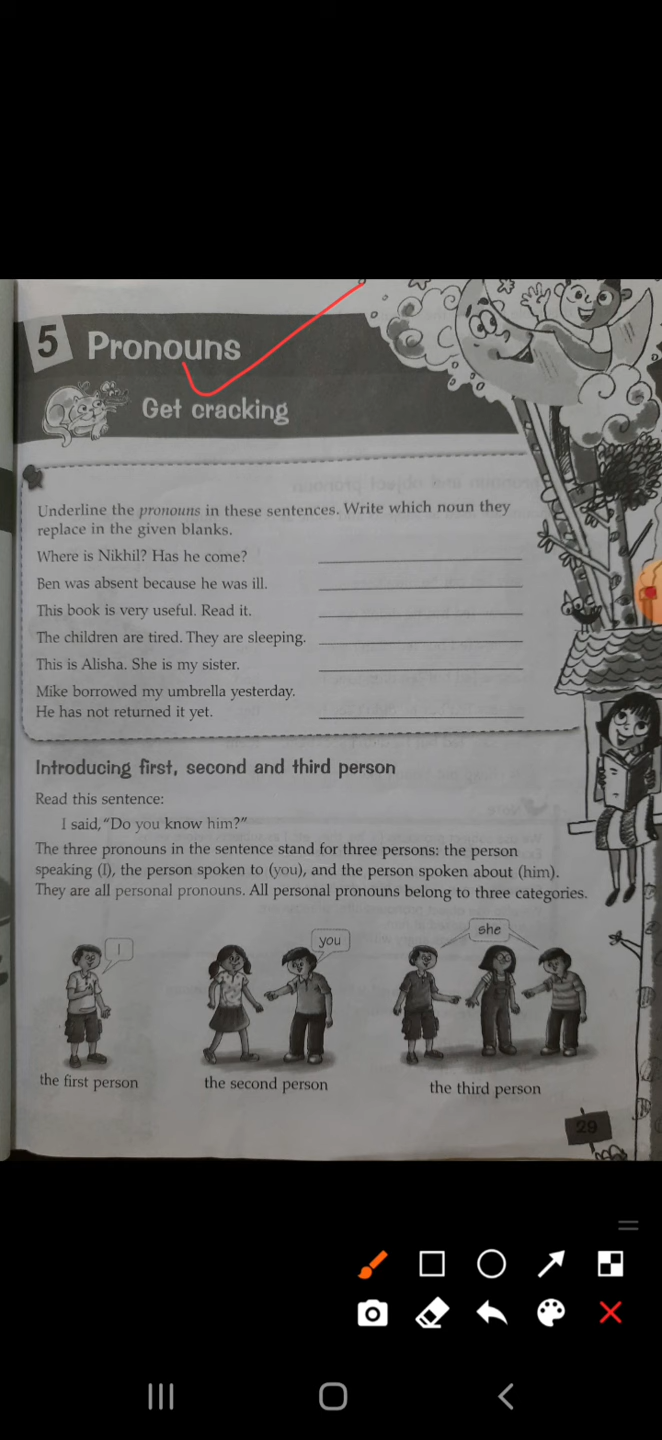 5 Pronouns
Get cracking
Underline the pronouns in these sentences. Write which noun they
replace in the given blanks.
Where is Nikhil? Has he come?
Ben was absent because he was ill.
This book is very useful. Read it.
The children are tired. They are sleeping.
This is Alisha. She is my sister.
Mike borrowed my umbrella yesterday.
He has not returned it yet.
Introducing first, second and third person
Read this sentence:
I said, “Do you know him?”
The three pronouns in the sentence stand for three persons: the person
speaking (I), the person spoken to (you), and the person spoken about (him).
They are all personal pronouns. All personal pronouns belong to three categories.
I
you
she
the first person
the second person
the third person
29